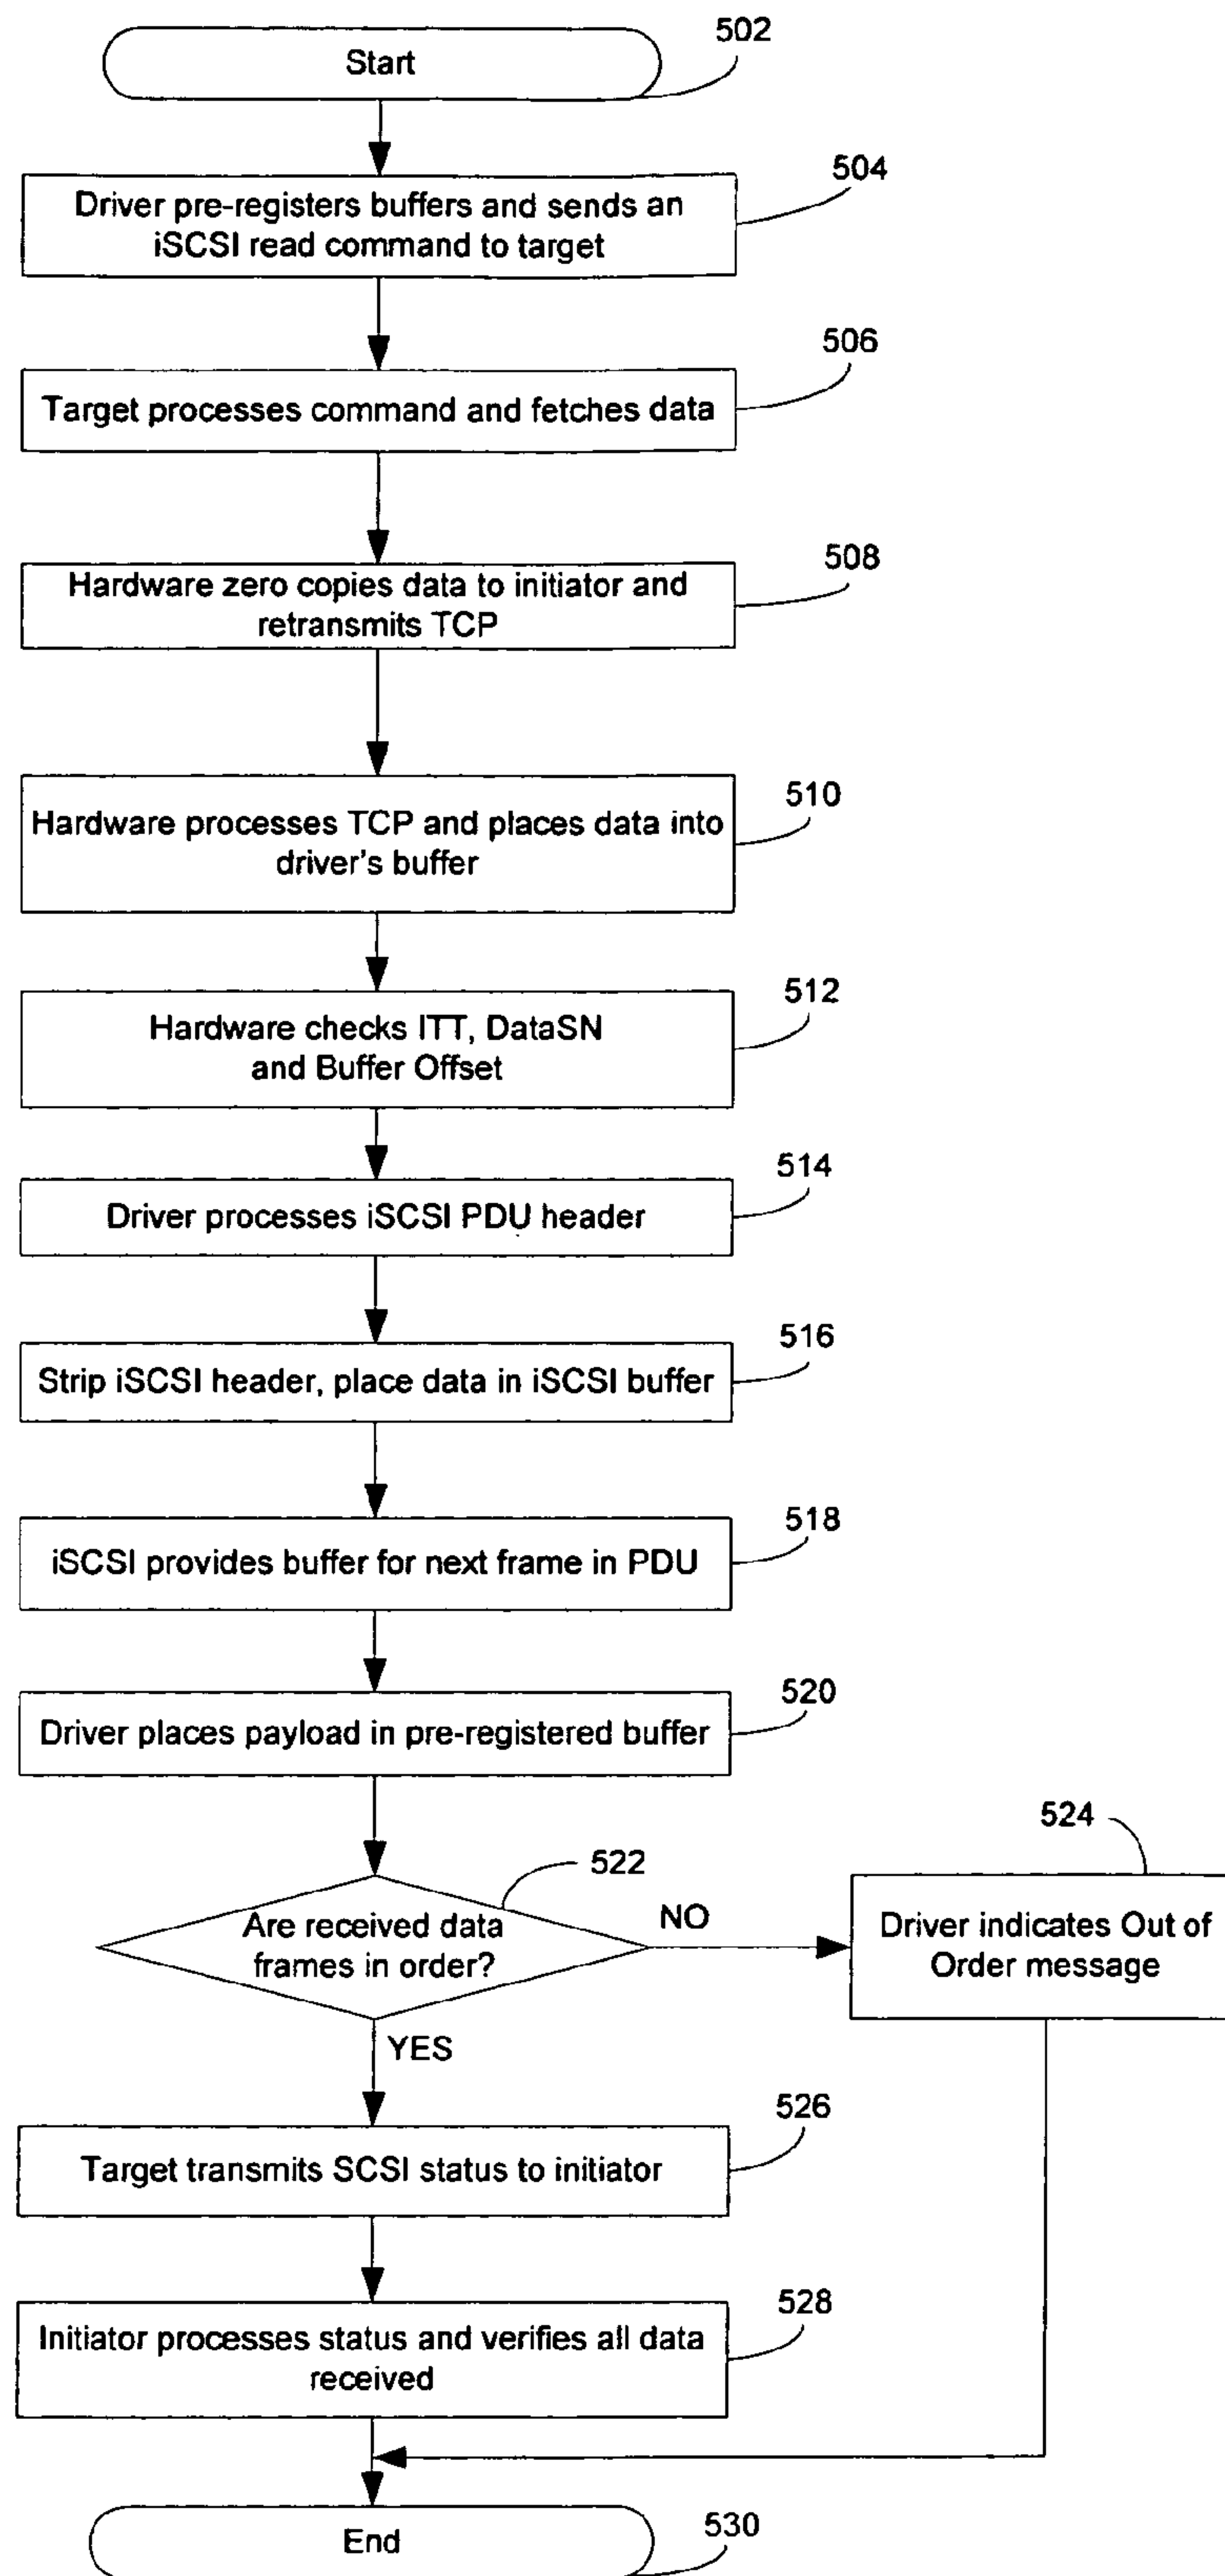 Start
502
504
Driver pre-registers buffers and sends an
iSCSI read command to target
506
Target processes command and fetches data
508
Hardware zero copies data to initiator and
retransmits TCP
510
Hardware processes TCP and places data into
driver's buffer
512
Hardware checks ITT, DataSN
and Buffer Offset
514
Driver processes iSCSI PDU header
516
Strip iSCSI header, place data in iSCSI buffer
518
iSCSI provides buffer for next frame in PDU
520
Driver places payload in pre-registered buffer
522
Are received data
frames in order?
NO
524
Driver indicates Out of
Order message
YES
526
Target transmits SCSI status to initiator
528
Initiator processes status and verifies all data
received
End
530